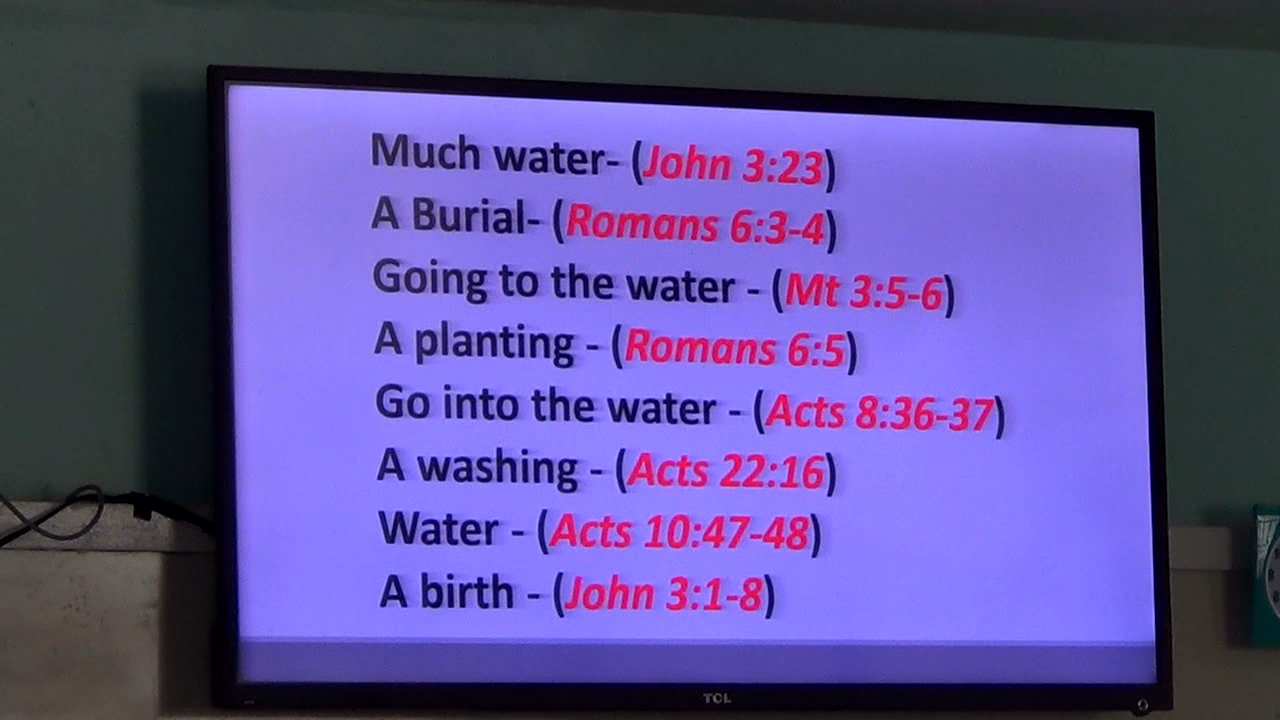 Much water- (John 3:23)
A Burial- (Romans 6:3-4)
Going to the water - (Mt 3:5-6)
A planting - (Romans 6:5)
Go into the water - (Acts 8:36-37)
A washing - (Acts 22:16)
Water - (Acts 10:47-48)
A birth - (John 3:1-8)
TCL